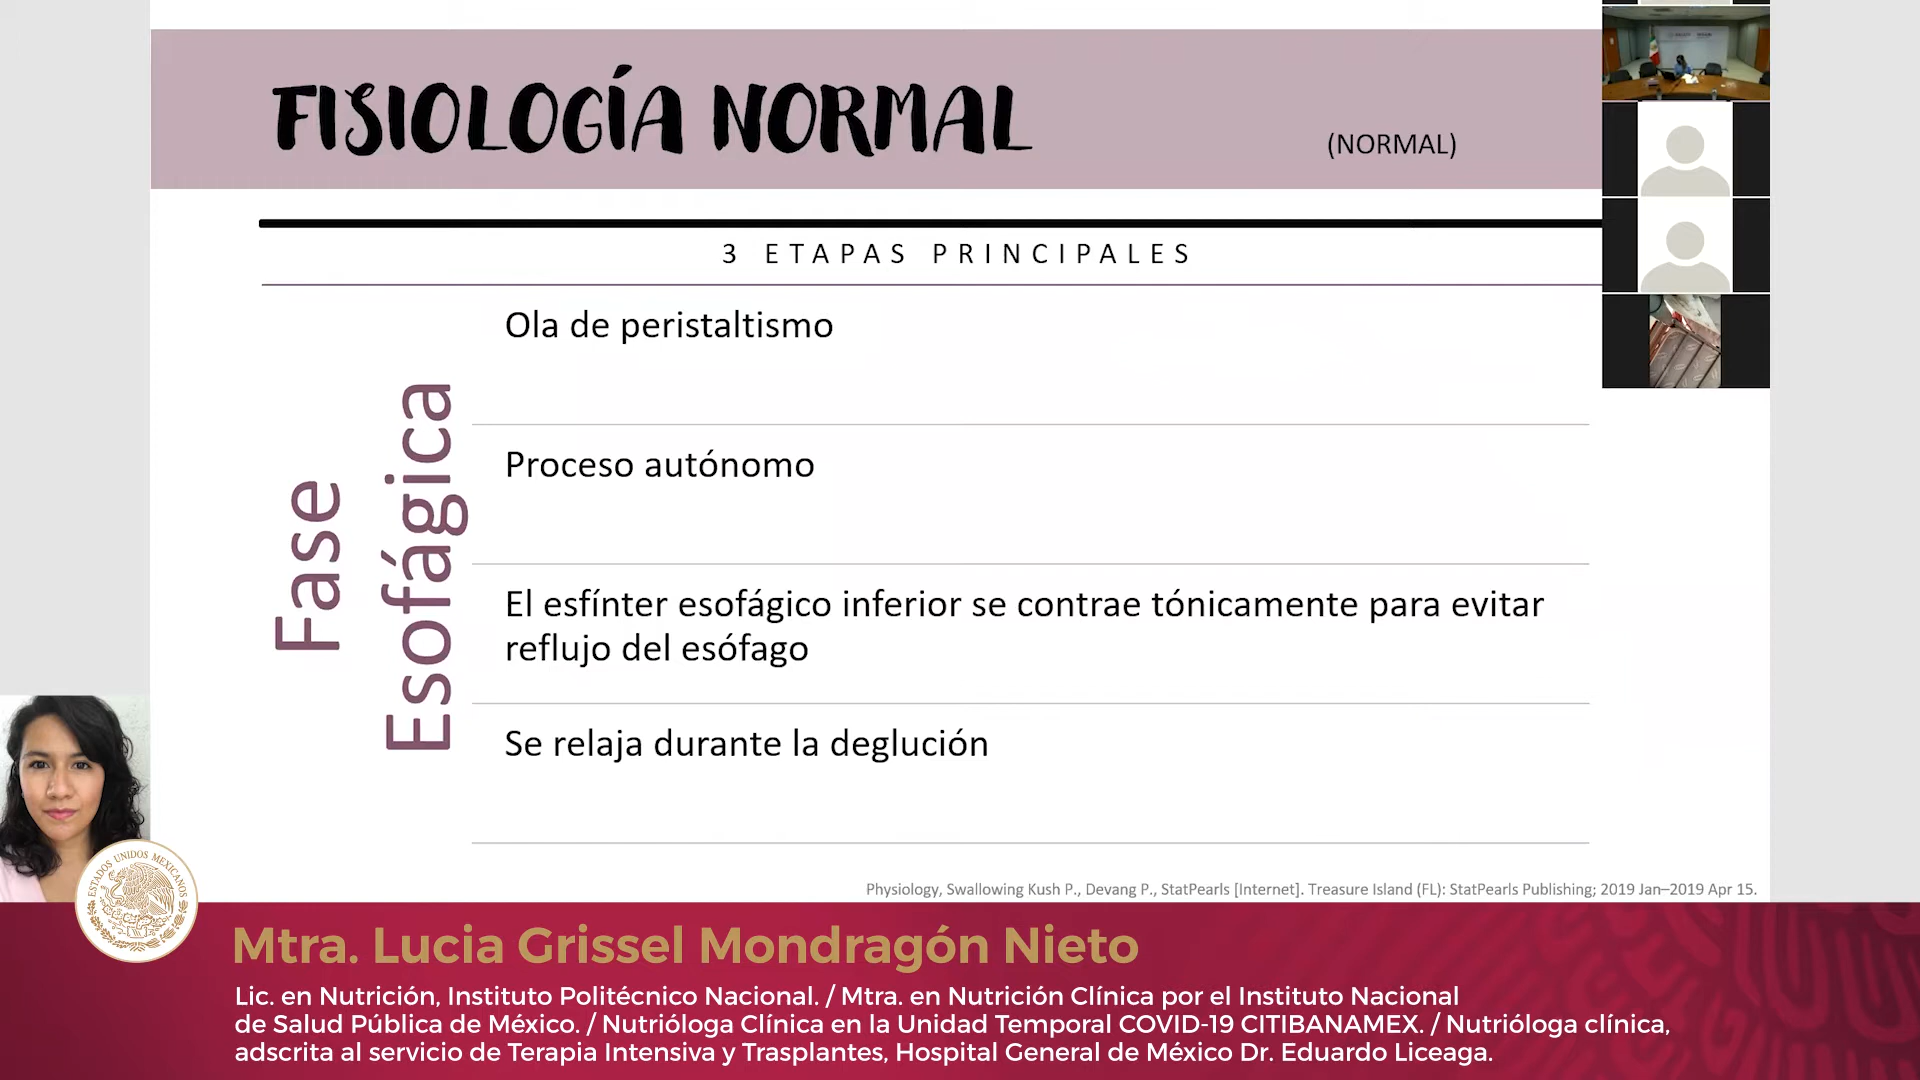 FISIOLOGÍA NORMAL
(NORMAL)
3 ETAPAS PRINCIPALES
Fase
Esofágica
Ola de peristaltismo
Proceso autónomo
El esfínter esofágico inferior se contrae tónicamente para evitar
reflujo del esófago
Se relaja durante la deglución
Physiology, Swallowing Kush P., Devang P., StatPearls [Internet]. Treasure Island (FL): StatPearls Publishing; 2019 Jan–2019 Apr 15.
ESTADOS UNIDOS MEXICANOS
Mtra. Lucia Grissel Mondragón Nieto
Lic. en Nutrición, Instituto Politécnico Nacional. / Mtra. en Nutrición Clínica por el Instituto Nacional
de Salud Pública de México. / Nutrióloga Clínica en la Unidad Temporal COVID-19 CITIBANAMEX. / Nutrióloga clínica,
adscrita al servicio de Terapia Intensiva y Trasplantes, Hospital General de México Dr. Eduardo Liceaga.